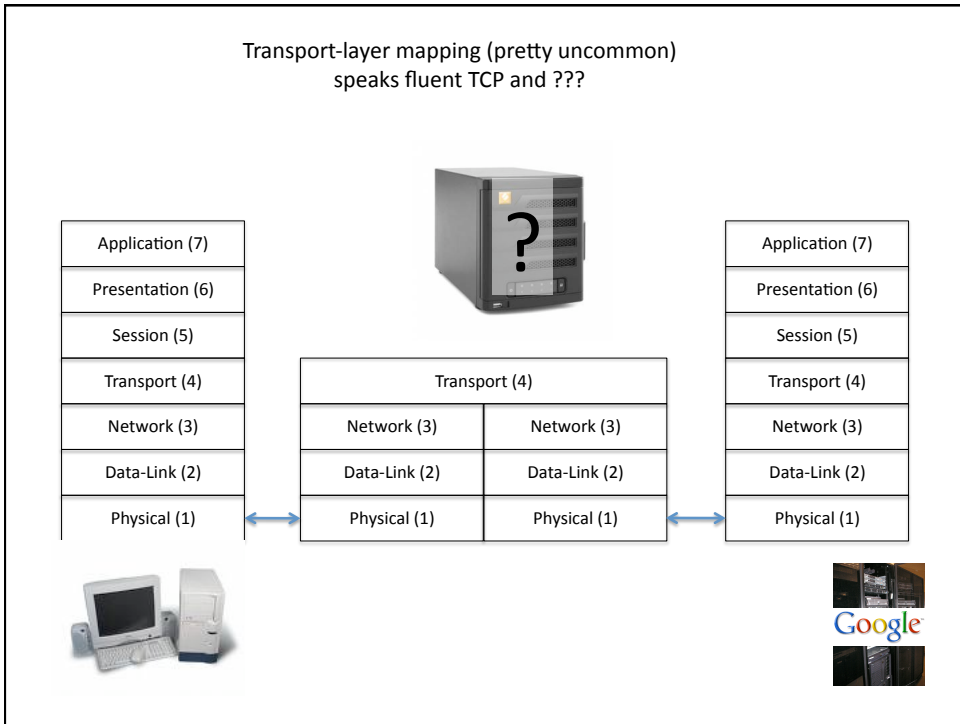 Transport-layer mapping (pretty uncommon)
speaks fluent TCP and ???
?
Application (7)
Presentation (6)
Session (5)
Transport (4)
Network (3)
Data-Link (2)
Physical (1)
Transport (4)
Network (3)
Network (3)
Data-Link (2)
Data-Link (2)
Physical (1)
Physical (1)
Application (7)
Presentation (6)
Session (5)
Transport (4)
Network (3)
Data-Link (2)
Physical (1)
Google